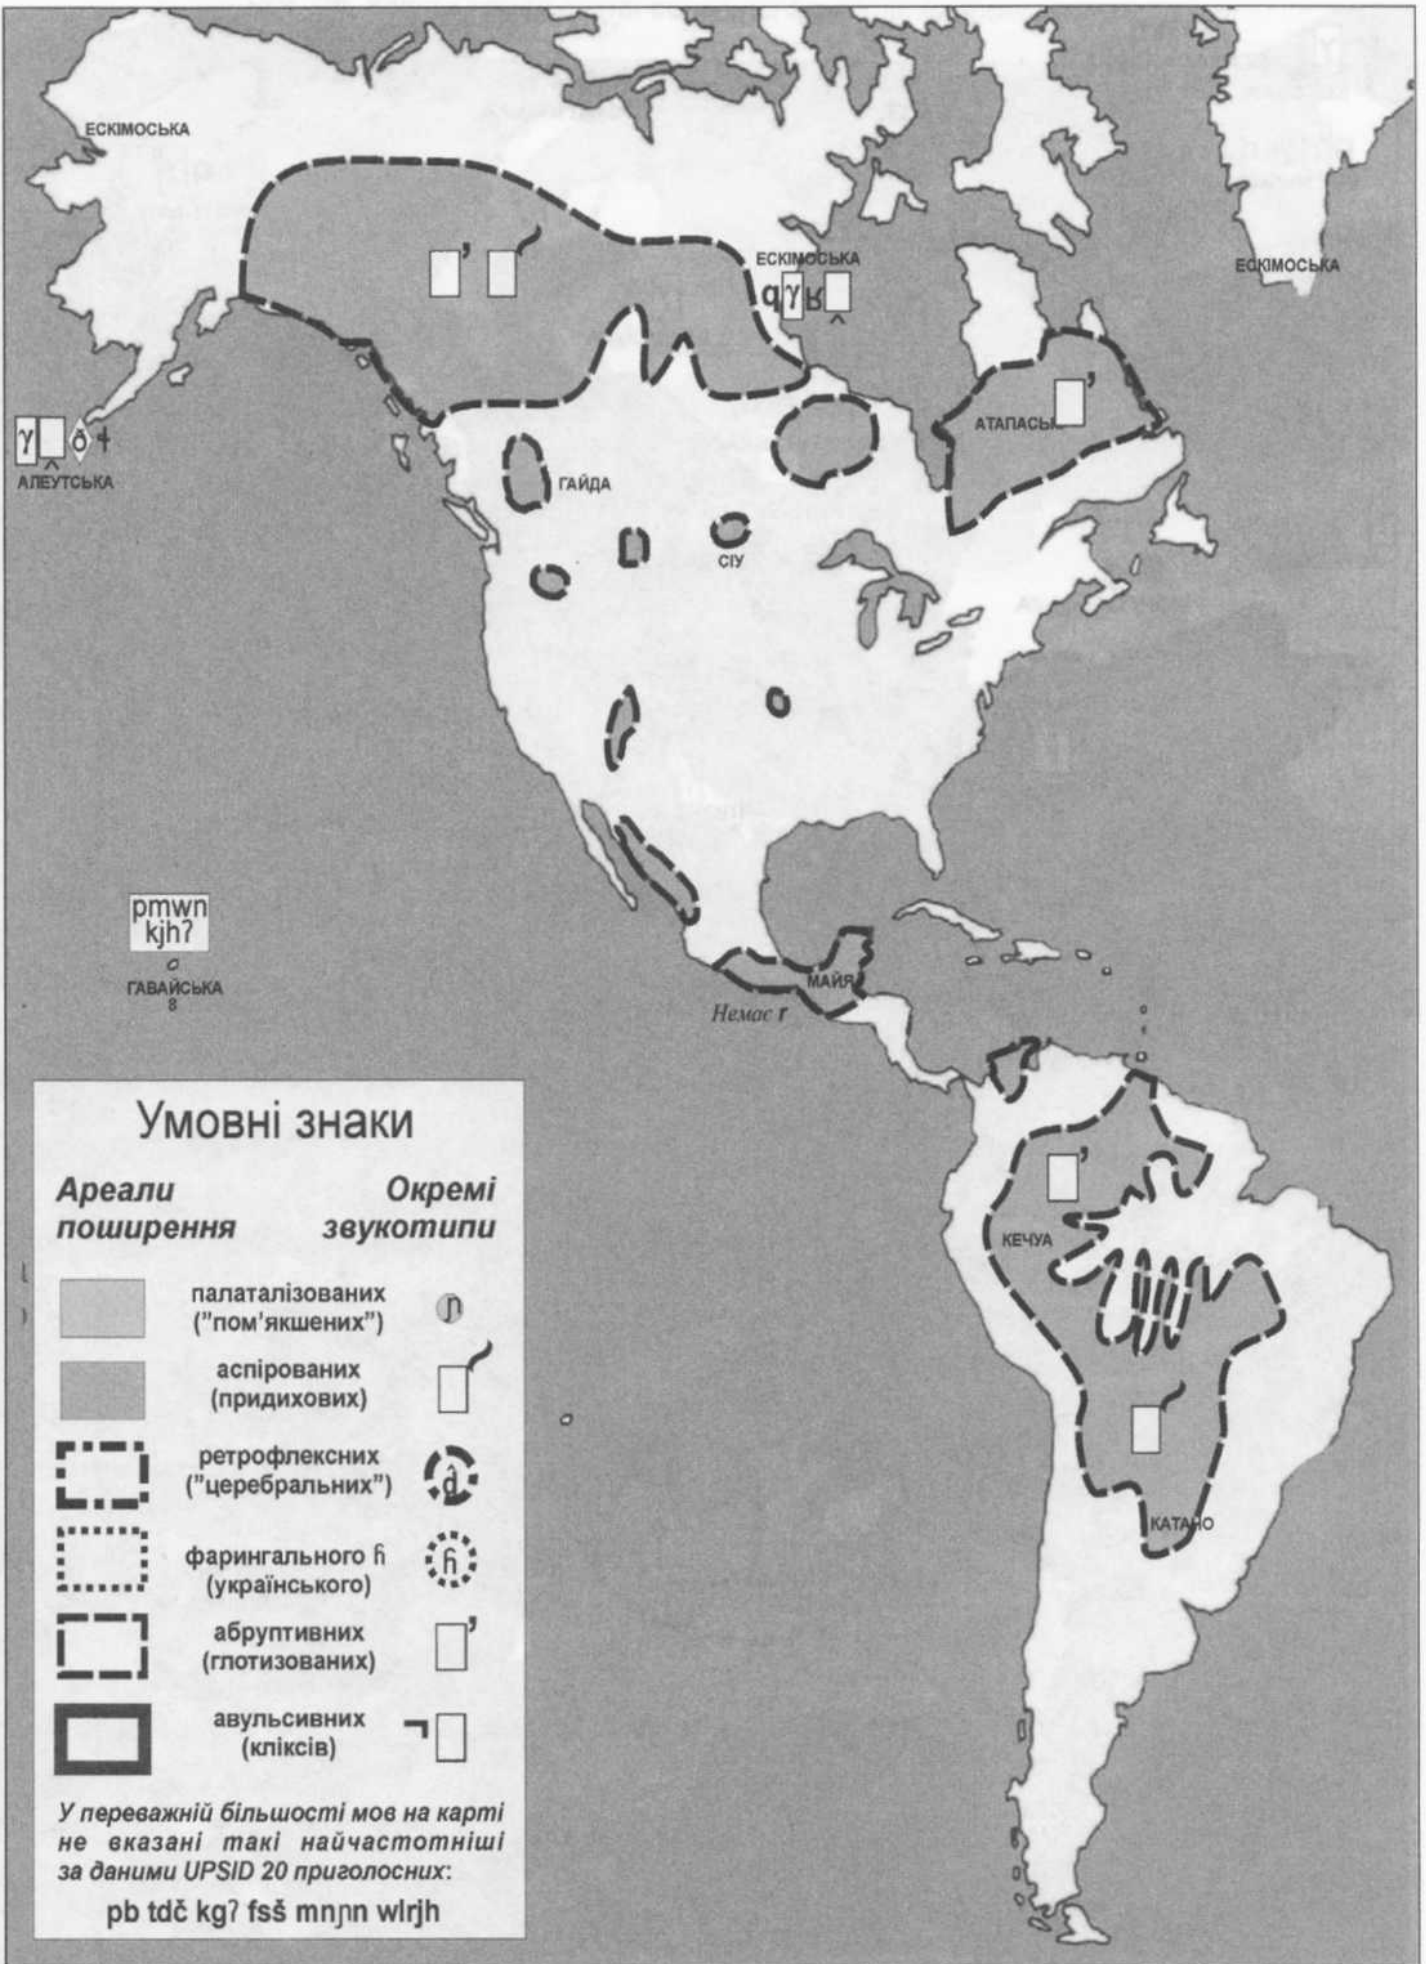 ЕСКІМОСЬКА
ЕСКІМОСЬКА
dγʀ
ЕСКІМОСЬКА
АТАПАСЬК
γ
ð ɬ
АЛЕУТСЬКА
ГАЙДА
СІУ
pmwn
kjhʔ
ГАВАЙСЬКА
8
МАЙЯ
Немає r
КЕЧУА
КАТАНО
Умовні знаки
Ареали поширення
Окремі звукотипи
палаталізованих
("пом'якшених")
ɲ
аспірованих
(придихових)
ретрофлексних
("церебральних")
d̂
фарингального ɦ
(українського)
ɦ
абруптивних
(глотизованих)
авульсивних
(кліксів)
У переважній більшості мов на карті
не вказані такі найчастотніші
за даними UPSID 20 приголосних:
pb tdč kgʔ fsš mnɲn wlrjh